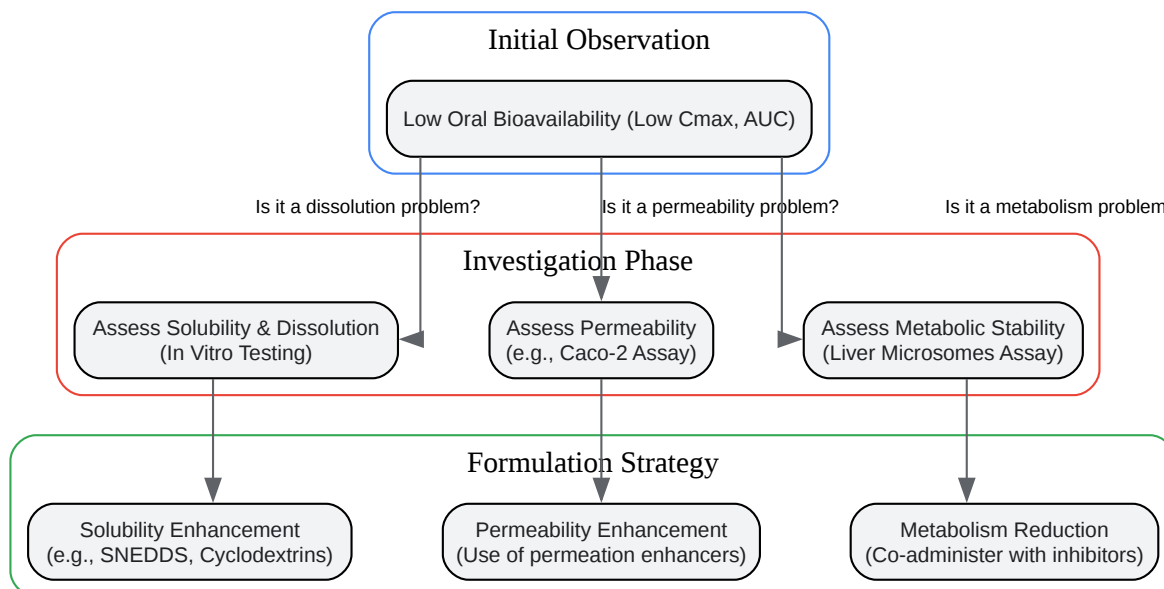 Initial Observation
Low Oral Bioavailability (Low Cmax, AUC)
Is it a dissolution problem?
Is it a permeability problem?
Is it a metabolism problem
Investigation Phase
Assess Solubility & Dissolution
(In Vitro Testing)
Assess Permeability
(e.g., Caco-2 Assay)
Assess Metabolic Stability
(Liver Microsomes Assay)
Formulation Strategy
Solubility Enhancement
(e.g., SNEDDS, Cyclodextrins)
Permeability Enhancement
(Use of permeation enhancers)
Metabolism Reduction
(Co-administer with inhibitors)